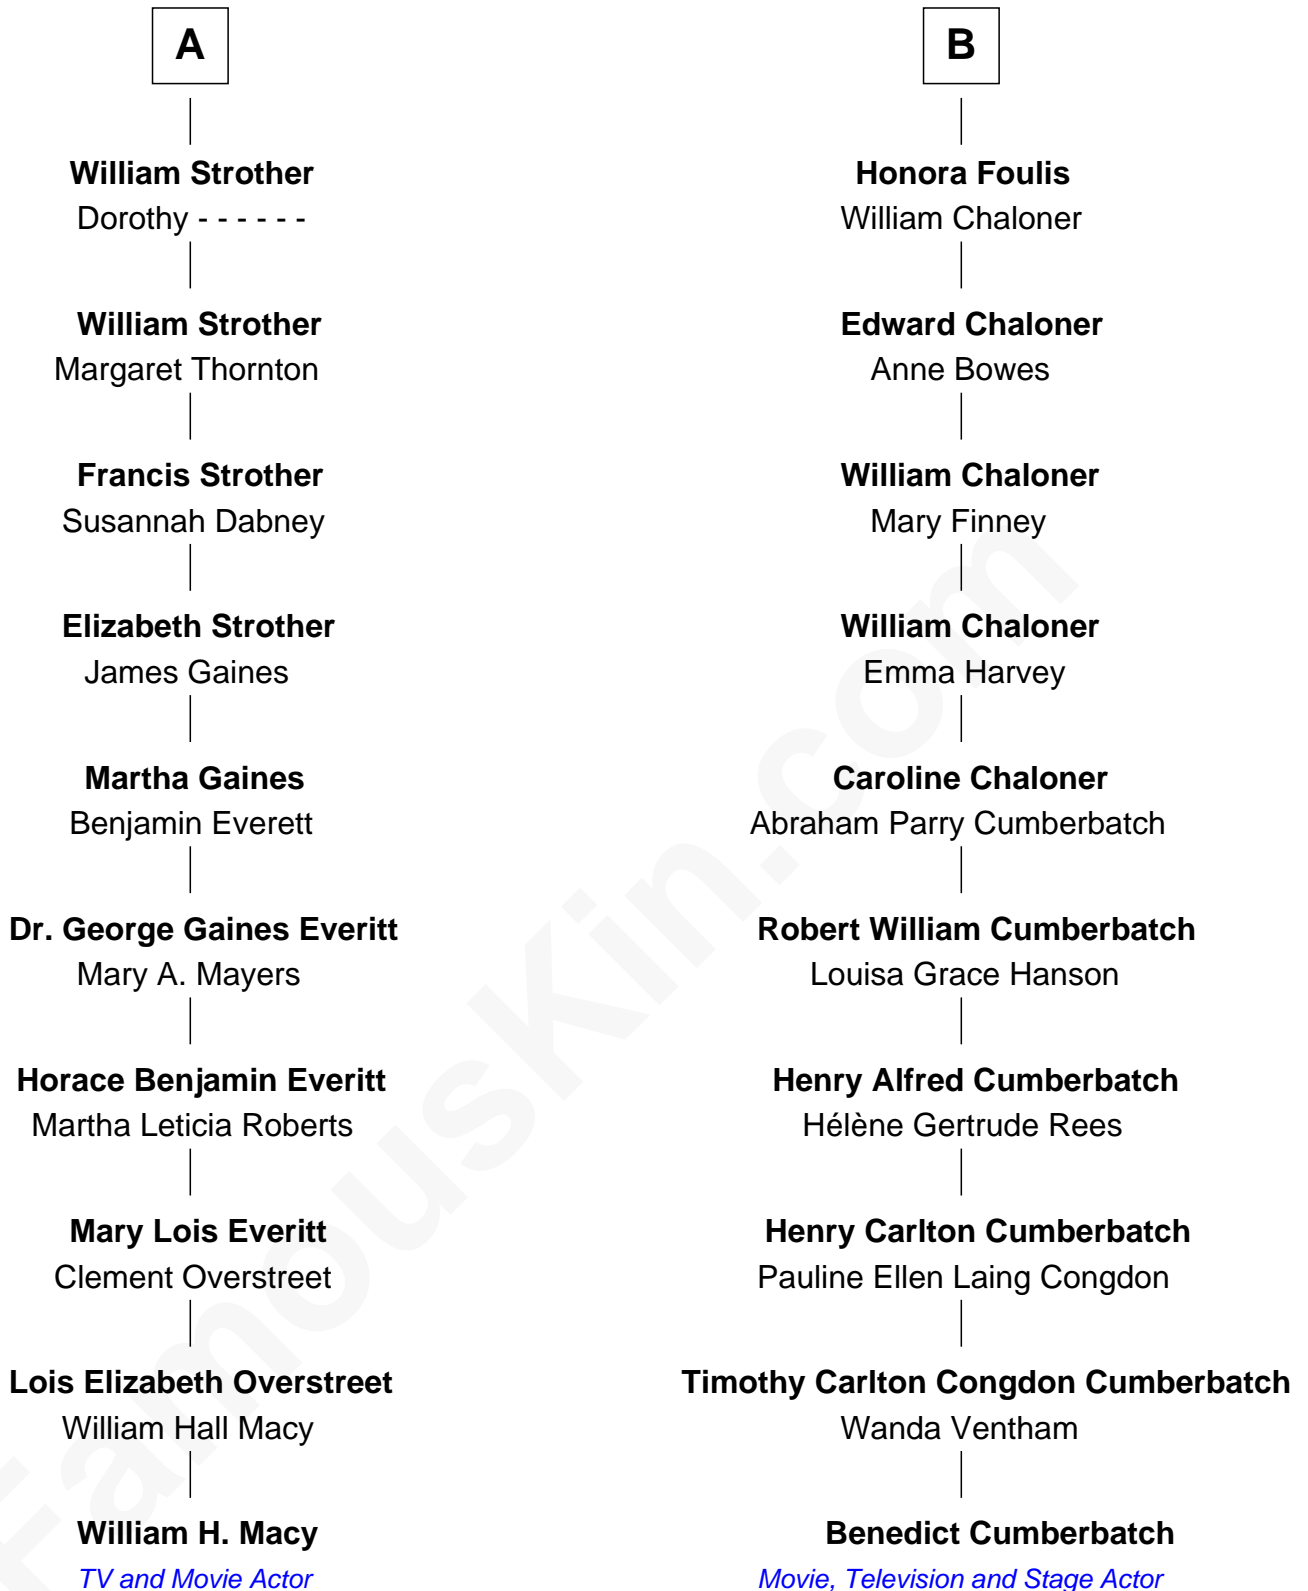 A
William Strother
Dorothy - - - - - -
William Strother
Margaret Thornton
Francis Strother
Susannah Dabney
Elizabeth Strother
James Gaines
Martha Gaines
Benjamin Everett
Dr. George Gaines Everitt
Mary A. Mayers
Horace Benjamin Everitt
Martha Leticia Roberts
Mary Lois Everitt
Clement Overstreet
Lois Elizabeth Overstreet
William Hall Macy
William H. Macy
TV and Movie Actor
B
Honora Foulis
William Chaloner
Edward Chaloner
Anne Bowes
William Chaloner
Mary Finney
William Chaloner
Emma Harvey
Caroline Chaloner
Abraham Parry Cumberbatch
Robert William Cumberbatch
Louisa Grace Hanson
Henry Alfred Cumberbatch
Hélène Gertrude Rees
Henry Carlton Cumberbatch
Pauline Ellen Laing Congdon
Timothy Carlton Congdon Cumberbatch
Wanda Ventham
Benedict Cumberbatch
Movie, Television and Stage Actor
FamousKin.com